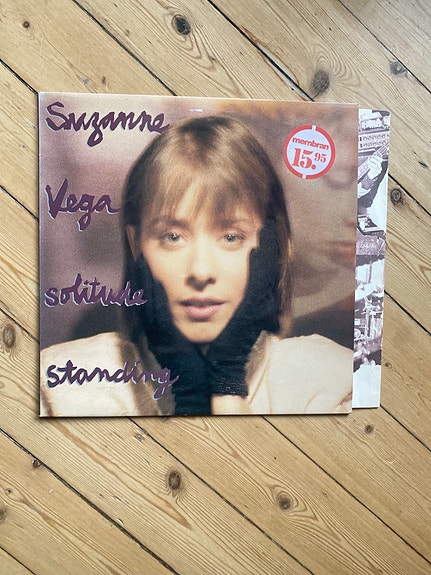 Suzanne
Vega
solitude
standing
membran
15.95